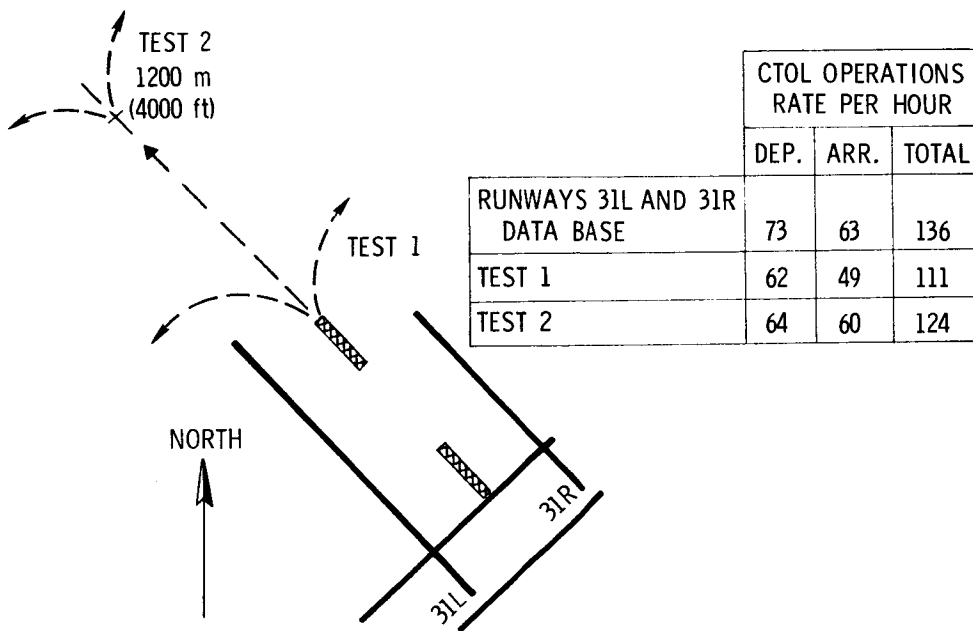 TEST 2
1200 m
(4000 ft)
TEST 1
NORTH
31L
31R
CTOL OPERATIONS
RATE PER HOUR
DEP. ARR. TOTAL
RUNWAYS 31L AND 31R
DATA BASE 73 63 136
TEST 1 62 49 111
TEST 2 64 60 124